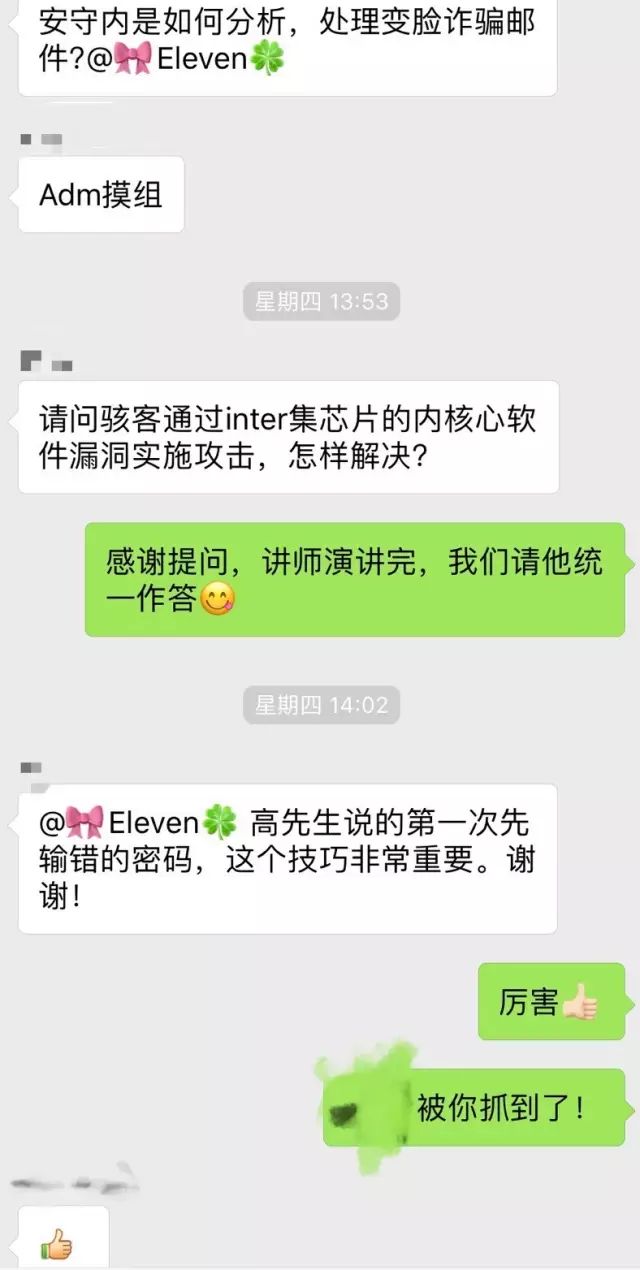 安守内是如何分析，处理变脸诈骗邮
件?@🎀Eleven🍀
Adm摸组
星期四 13:53
请问骇客通过inter集芯片的内核心软
件漏洞实施攻击，怎样解决?
感谢提问，讲师演讲完，我们请他统
一作答😋
星期四 14:02
@🎀Eleven🍀 高先生说的第一次先
输错的密码，这个技巧非常重要。谢
谢!
厉害👍🏻
被你抓到了!
👍